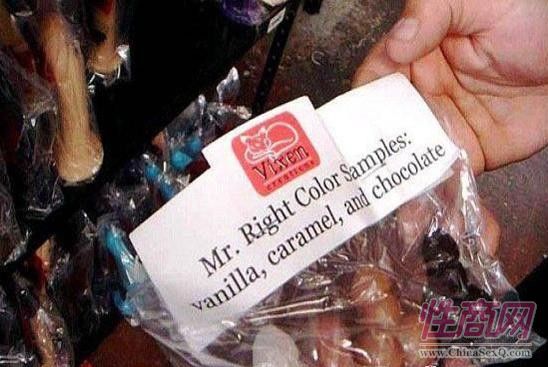 Vixen
creations
Mr. Right Color Samples:
vanilla, caramel, and chocolate
性商网
www.ChinaSexQ.com